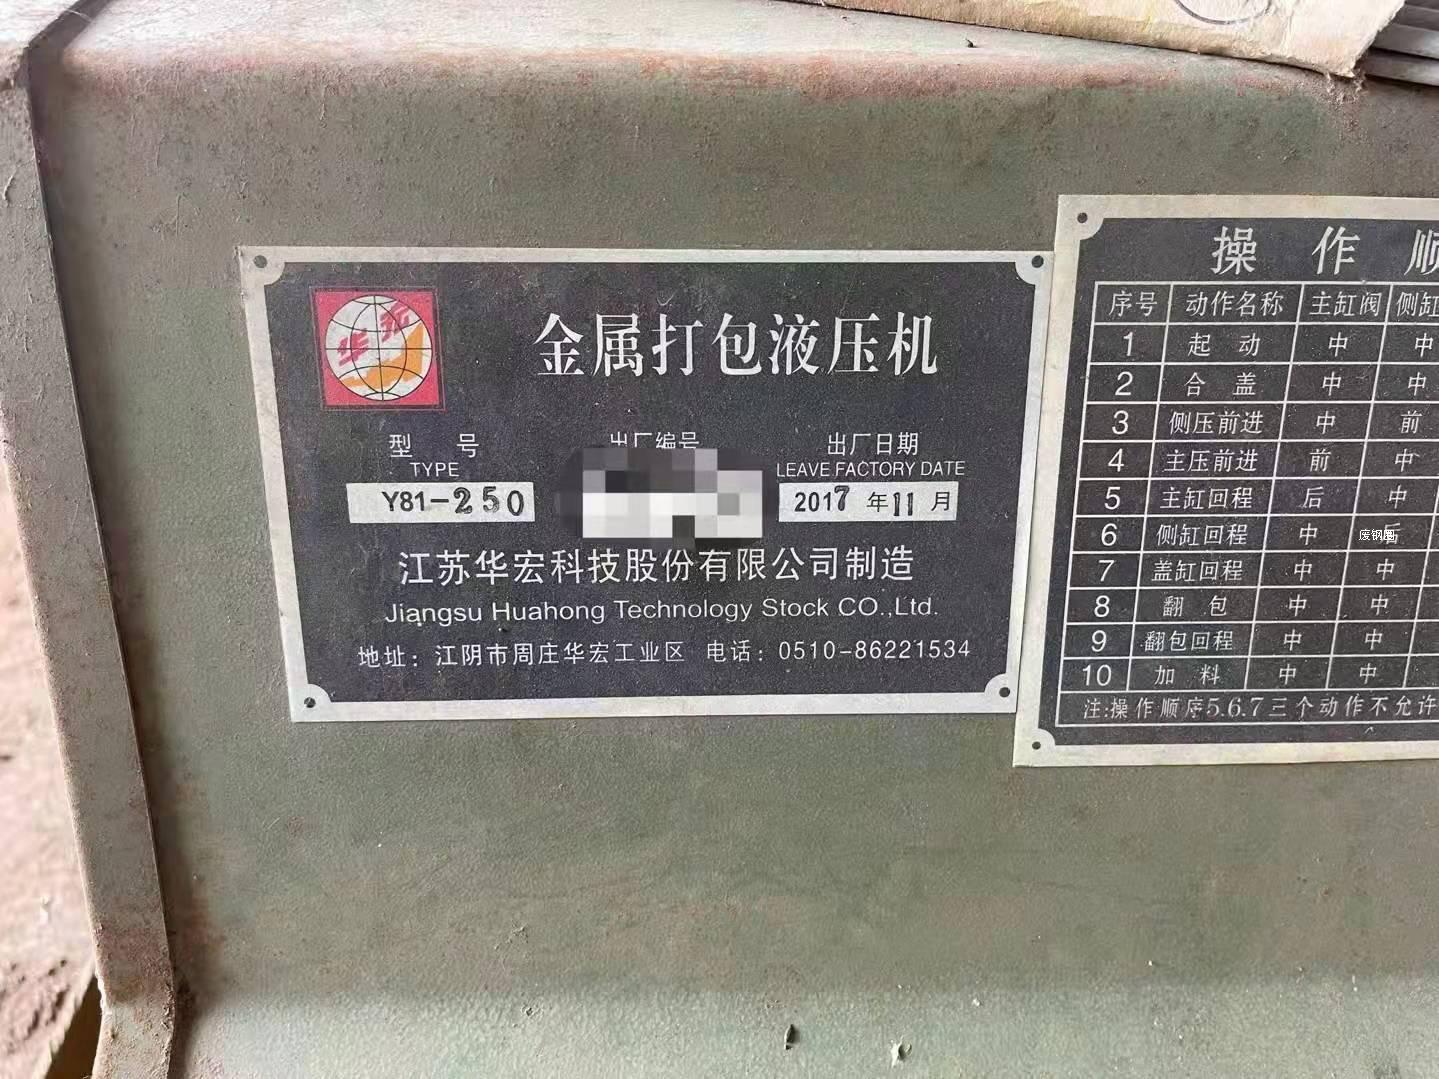 华宏
金属打包液压机
型 号 出厂编号 出厂日期
TYPE LEAVE FACTORY DATE
Y81-250 2017 年 11 月
江苏华宏科技股份有限公司制造
Jiangsu Huahong Technology Stock CO.,Ltd.
地址：江阴市周庄华宏工业区 电话：0510-86221534
操 作 顺
序号 动作名称 主缸阀 侧缸
1 起 动 中 中
2 合 盖 中 中
3 侧压前进 中 前
4 主压前进 前 中
5 主缸回程 后 中
6 侧缸回程 中 后
7 盖缸回程 中 中
8 翻 包 中 中
9 翻包回程 中 中
10 加 料 中 中
注:操作顺序5.6.7三个动作不允许
废钢圈